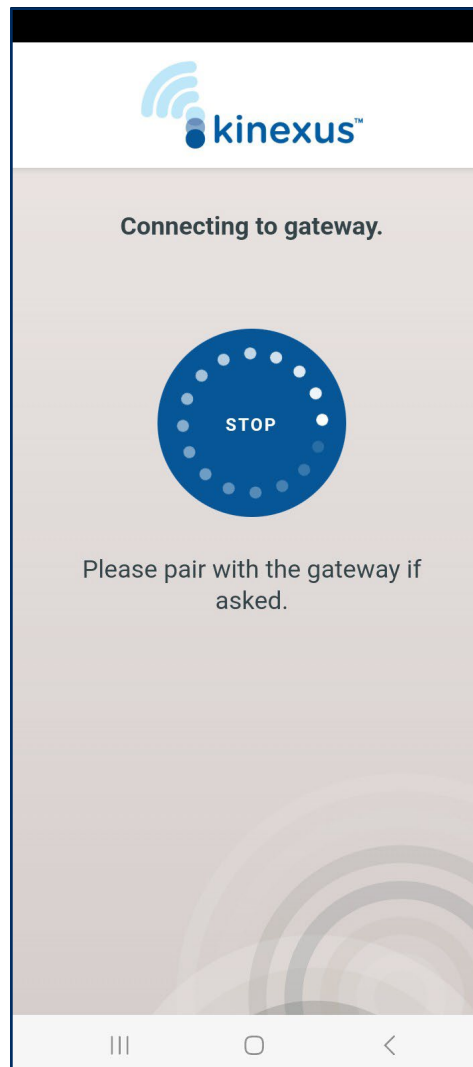 kinexus™
Connecting to gateway.
STOP
Please pair with the gateway if
asked.